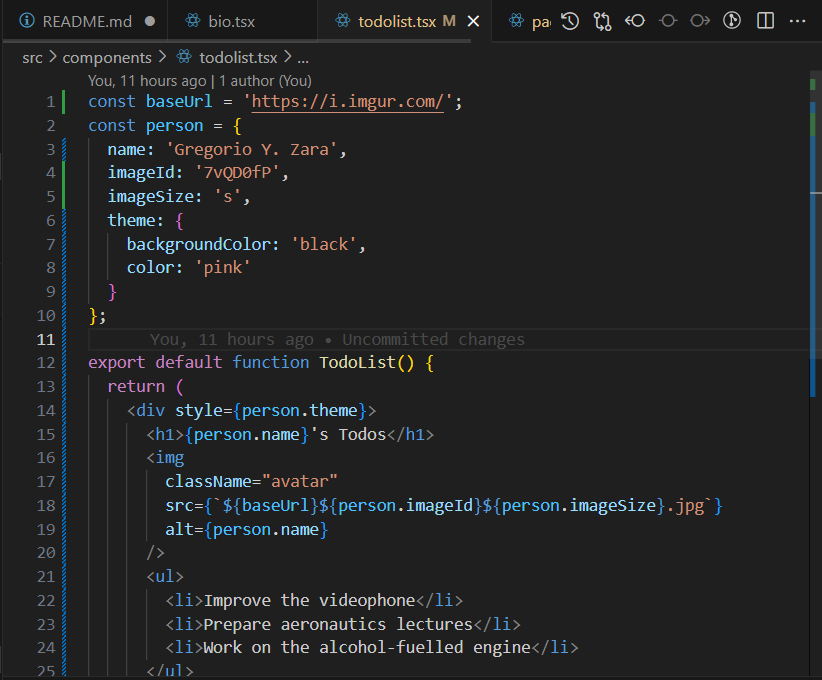 README.md bio.tsx todolist.tsx M pa
src > components > todolist.tsx > ...
You, 11 hours ago | 1 author (You)
1 const baseUrl = 'https://i.imgur.com/';
2 const person = {
3 name: 'Gregorio Y. Zara',
4 imageId: '7vQD0fP',
5 imageSize: 's',
6 theme: {
7 backgroundColor: 'black',
8 color: 'pink'
9 }
10 };
11 You, 11 hours ago • Uncommitted changes
12 export default function TodoList() {
13 return (
14 <div style={person.theme}>
15 <h1>{person.name}'s Todos</h1>
16 <img
17 className="avatar"
18 src={`${baseUrl}${person.imageId}${person.imageSize}.jpg`}
19 alt={person.name}
20 />
21 <ul>
22 <li>Improve the videophone</li>
23 <li>Prepare aeronautics lectures</li>
24 <li>Work on the alcohol-fuelled engine</li>
25 </ul>